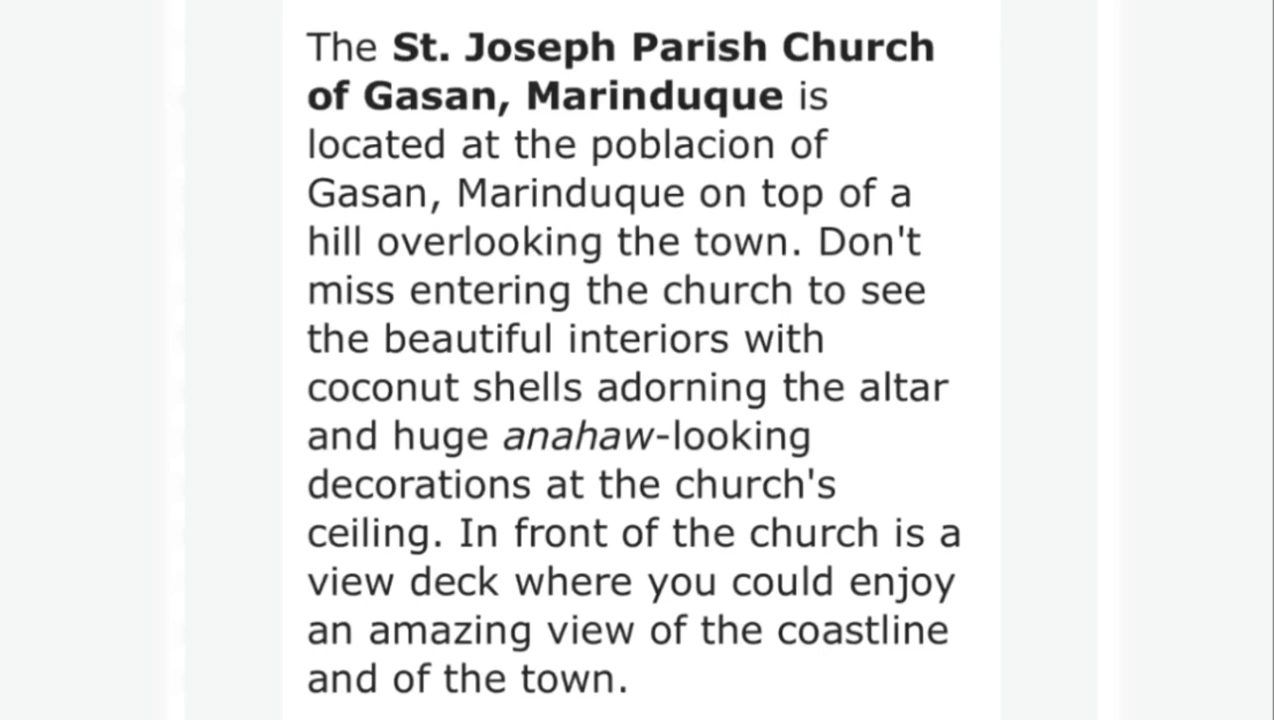 The St. Joseph Parish Church
of Gasan, Marinduque is
located at the poblacion of
Gasan, Marinduque on top of a
hill overlooking the town. Don't
miss entering the church to see
the beautiful interiors with
coconut shells adorning the altar
and huge anahaw-looking
decorations at the church's
ceiling. In front of the church is a
view deck where you could enjoy
an amazing view of the coastline
and of the town.